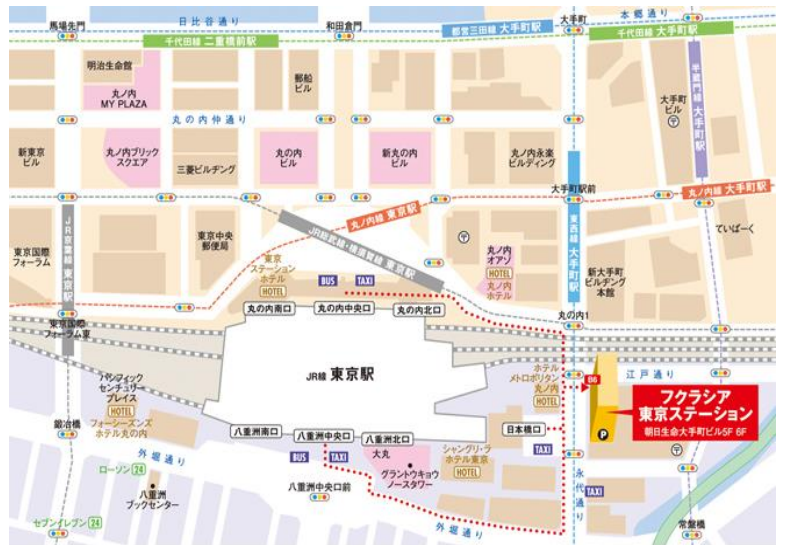 日比谷通り
本郷通り
馬場先門
和田倉門
大手町
千代田線 二重橋前駅
都営三田線 大手町駅
千代田線 大手町駅
明治生命館
丸ノ内
MY PLAZA
郵船
ビル
大手町
ビル
半蔵門線 大手町駅
丸の内仲通り
新東京
ビル
丸ノ内ブリック
スクエア
三菱ビルヂング
丸の内
ビル
新丸の内
ビル
丸ノ内永楽
ビルディング
大手町駅前
丸ノ内線 大手町駅
丸ノ内線 東京駅
JR京葉線 東京駅
東京国際
フォーラム
東京中央
郵便局
JR総武線・横須賀線 東京駅
東西線 大手町駅
ていぱーく
東京
ステーション
ホテル
HOTEL
BUS
TAXI
丸ノ内
オアゾ
HOTEL
丸ノ内
ホテル
新大手町
ビルヂング
本館
丸の内南口
丸の内中央口
丸の内北口
丸の内1
東京国際
フォーラム東
JR線 東京駅
江戸通り
パシフィック
センチュリー
プレイス
HOTEL
フォーシーズンズ
ホテル丸の内
ホテル
メトロポリタン
丸ノ内
HOTEL
B6
フクラシア
東京ステーション
朝日生命大手町ビル5F 6F
P
鍛冶橋
八重洲南口
八重洲中央口
八重洲北口
日本橋口
外堀通り
BUS
TAXI
大丸
グラントウキョウ
ノースタワー
シャングリ・ラ
ホテル東京
HOTEL
TAXI
永代通り
TAXI
ローソン 24
八重洲
ブックセンター
八重洲中央口前
セブンイレブン 24
外堀通り
常盤橋